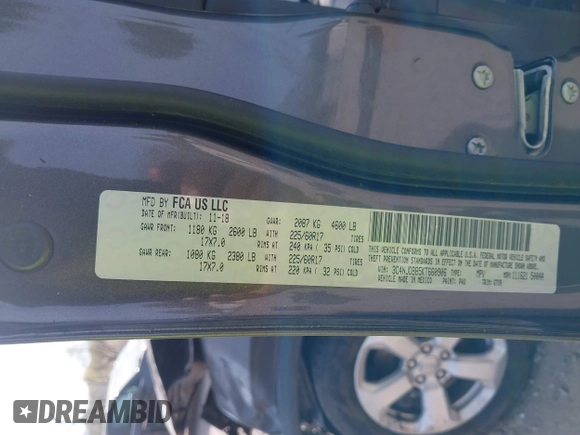 MFD BY FCA US LLC
DATE OF MFR(BUILT): 11-18 GVWR: 2087 KG 4600 LB
GAWR FRONT: 1180 KG 2600 LB WITH 225/60R17 TIRES
17X7.0 RIMS AT 240 KPA ( 35 PSI COLD
GAWR REAR: 1080 KG 2380 LB WITH 225/60R17 TIRES
17X7.0 RIMS AT 220 KPA ( 32 PSI COLD
THIS VEHICLE CONFORMS TO ALL APPLICABLE U.S.A. FEDERAL MOTOR VEHICLE SAFETY AND
THEFT PREVENTION STANDARDS IN EFFECT ON THE DATE OF MANUFACTURE SHOWN ABOVE.
VIN: TYPE: MPV
VEHICLE MADE IN MEXICO PAINT:
DREAMBID